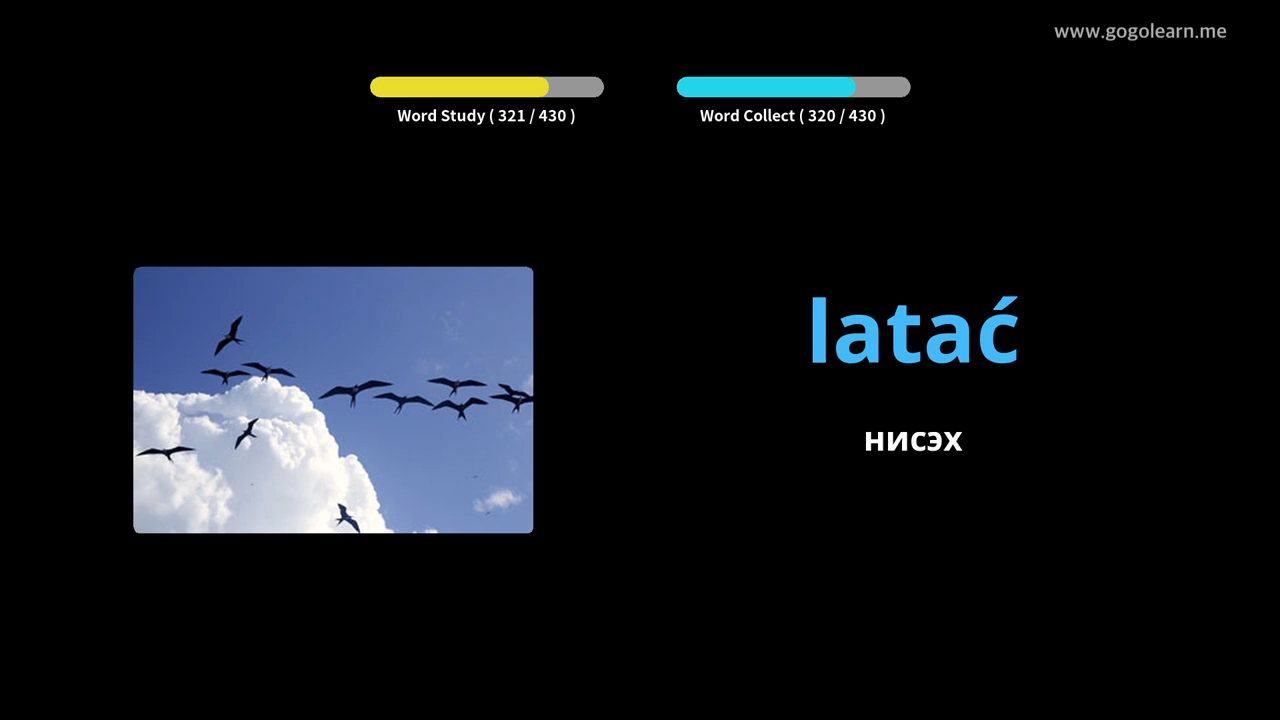 www.gogolearn.me
Word Study ( 321 / 430 )
Word Collect ( 320 / 430 )
latać
нисэх